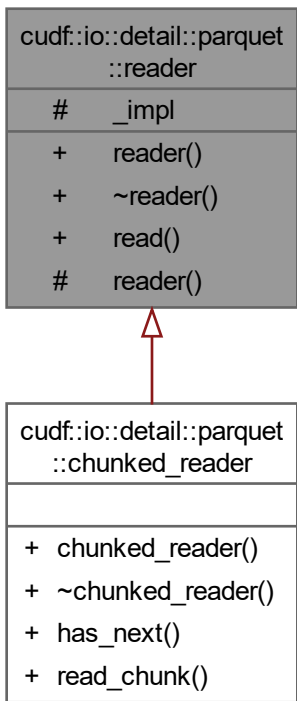 cudf::io::detail::parquet
::reader
# _impl
+ reader()
+ ~reader()
+ read()
# reader()
cudf::io::detail::parquet
::chunked_reader
+ chunked_reader()
+ ~chunked_reader()
+ has_next()
+ read_chunk()